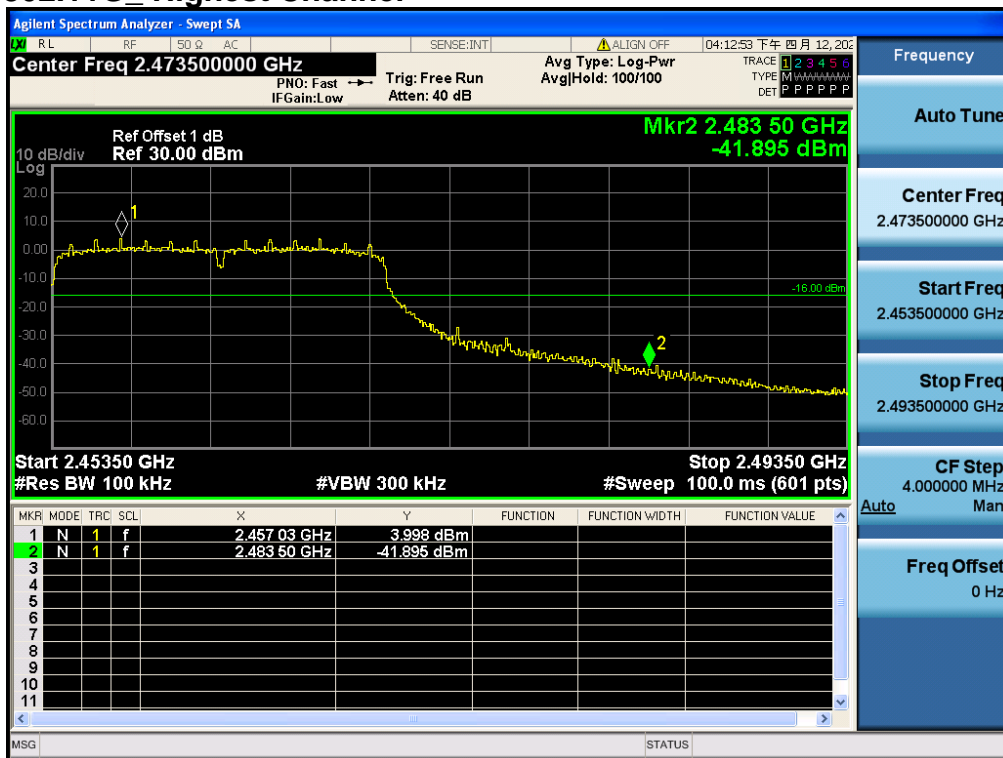 802.11G_ Highest Channel
Agilent Spectrum Analyzer - Swept SA
LXI RL RF 50 Ω AC SENSE:INT ALIGN OFF 04:12:53 下午 四月 12, 202
Center Freq 2.473500000 GHz
PNO: Fast
IFGain:Low
Trig: Free Run
Atten: 40 dB
Avg Type: Log-Pwr
Avg|Hold: 100/100
TRACE 1 2 3 4 5 6
TYPE M WWWWW
DET P P P P P P
Ref Offset 1 dB
10 dB/div Ref 30.00 dBm
Log
Mkr2 2.483 50 GHz
-41.895 dBm
20.0
10.0
0.00
-10.0
-20.0
-30.0
-40.0
-50.0
-60.0
1
-16.00 dBm
2
Start 2.45350 GHz Stop 2.49350 GHz
#Res BW 100 kHz #VBW 300 kHz #Sweep 100.0 ms (601 pts)
MKR MODE TRC SCL X Y FUNCTION FUNCTION WIDTH FUNCTION VALUE
1 N 1 f 2.457 03 GHz 3.998 dBm
2 N 1 f 2.483 50 GHz -41.895 dBm
3
4
5
6
7
8
9
10
11
MSG STATUS
Frequency
Auto Tune
Center Freq
2.473500000 GHz
Start Freq
2.453500000 GHz
Stop Freq
2.493500000 GHz
CF Step
4.000000 MHz
Auto Man
Freq Offset
0 Hz